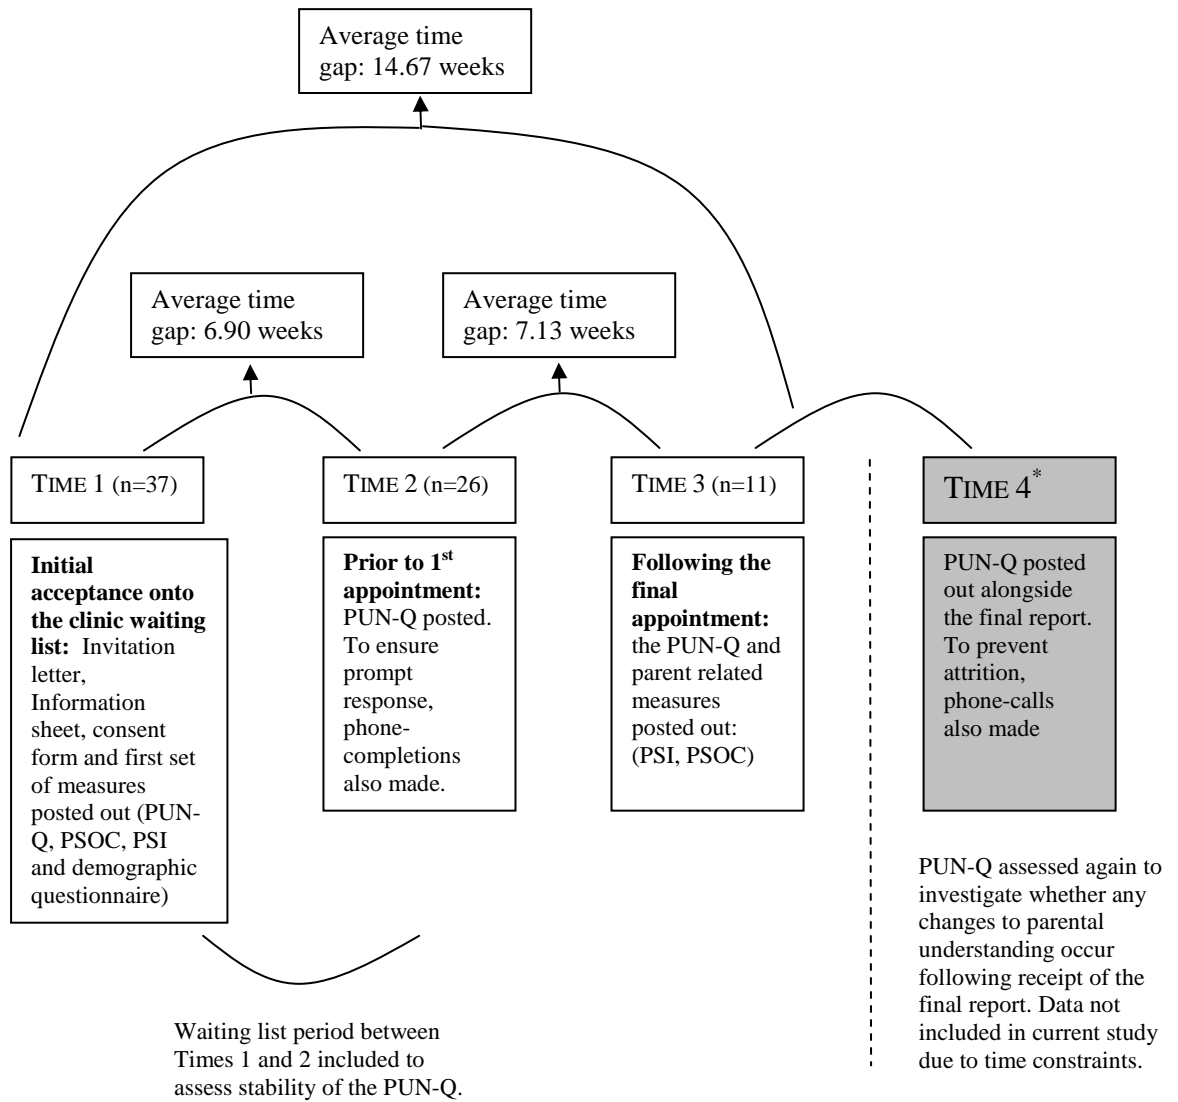 Average time
gap: 14.67 weeks
Average time
gap: 6.90 weeks
Average time
gap: 7.13 weeks
TIME 1 (n=37)
TIME 2 (n=26)
TIME 3 (n=11)
TIME 4*
Initial
acceptance onto
the clinic waiting
list: Invitation
letter,
Information
sheet, consent
form and first set
of measures
posted out (PUN-
Q, PSOC, PSI
and demographic
questionnaire)
Prior to 1st
appointment:
PUN-Q posted.
To ensure
prompt
response,
phone-
completions
also made.
Following the
final
appointment:
the PUN-Q and
parent related
measures
posted out:
(PSI, PSOC)
PUN-Q posted
out alongside
the final report.
To prevent
attrition,
phone-calls
also made
PUN-Q assessed again to
investigate whether any
changes to parental
understanding occur
following receipt of the
final report. Data not
included in current study
due to time constraints.
Waiting list period between
Times 1 and 2 included to
assess stability of the PUN-Q.